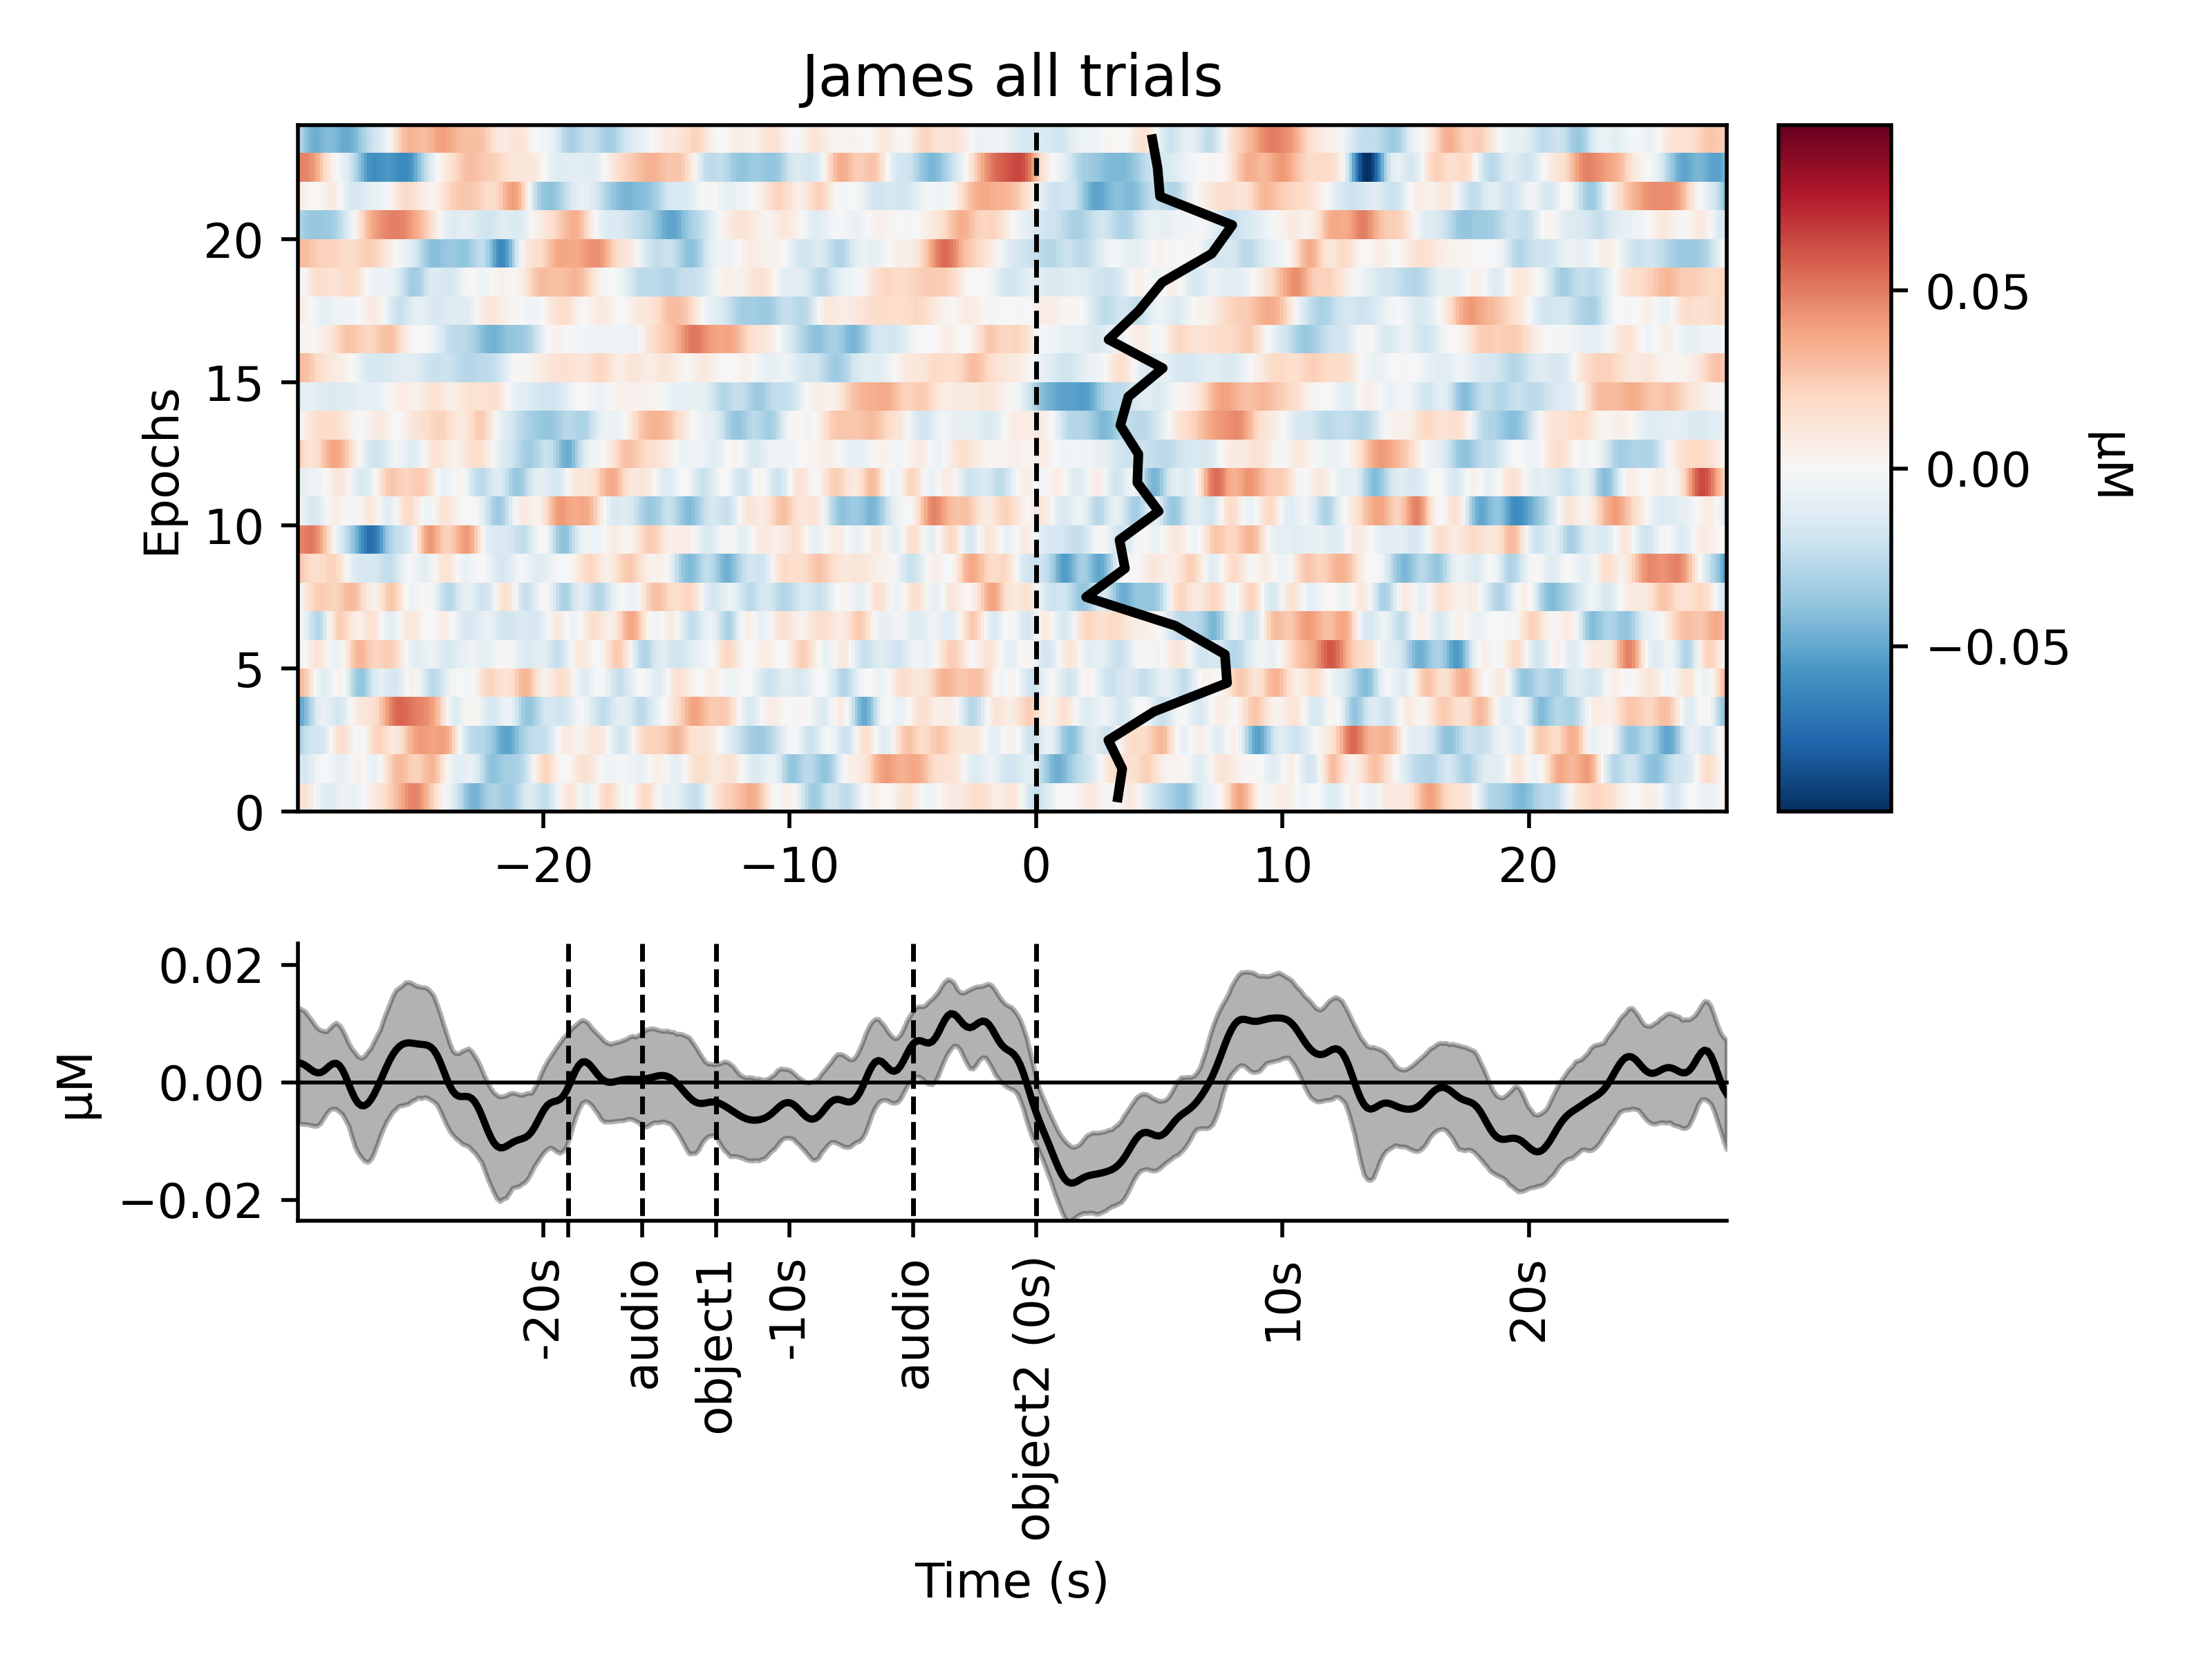 James all trials
Epochs
20
15
10
5
0
−20
−10
0
10
20
0.05
0.00
−0.05
µM
µM
0.02
0.00
−0.02
-20s
audio
object1
-10s
audio
object2 (0s)
10s
20s
Time (s)